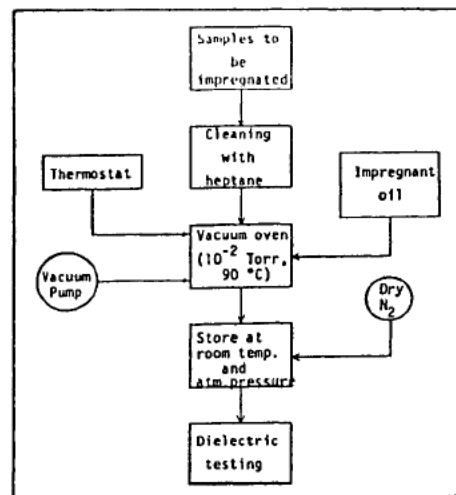 Samples to
be
impregnated
Cleaning
with
heptane
Thermostat
Impregnant
oil
Vacuum oven
(10⁻² Torr,
90 °C)
Vacuum
Pump
Dry
N₂
Store at
room temp.
and
atm pressure
Dielectric
testing